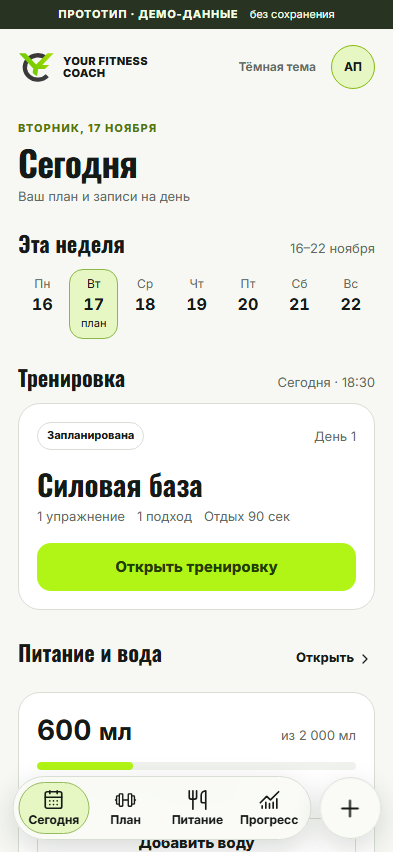 ПРОТОТИП · ДЕМО-ДАННЫЕ без сохранения
YOUR FITNESS
COACH
Тёмная тема
АП
ВТОРНИК, 17 НОЯБРЯ
Сегодня
Ваш план и записи на день
Эта неделя
16–22 ноября
Пн Вт Ср Чт Пт Сб Вс
16 17 18 19 20 21 22
план
Тренировка
Сегодня · 18:30
Запланирована
День 1
Силовая база
1 упражнение 1 подход Отдых 90 сек
Открыть тренировку
Питание и вода
Открыть
600 мл
из 2 000 мл
Сегодня План Питание Прогресс
Добавить воду